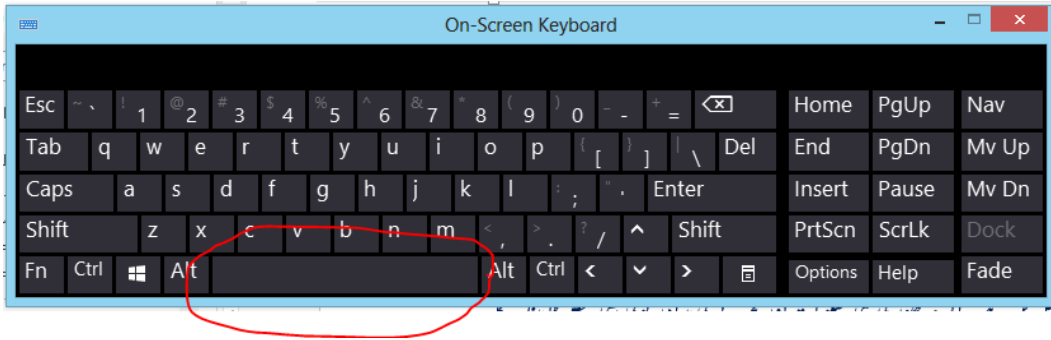 On-Screen Keyboard
Esc ~ ` ! 1 @ 2 # 3 $ 4 % 5 ^ 6 & 7 * 8 ( 9 ) 0 _ - + = Home PgUp Nav
Tab q w e r t y u i o p { [ } ] | \ Del End PgDn Mv Up
Caps a s d f g h j k l : ; " ' Enter Insert Pause Mv Dn
Shift z x c v b n m < , > . ? / ^ Shift PrtScn ScrLk Dock
Fn Ctrl Alt Alt Ctrl Options Help Fade